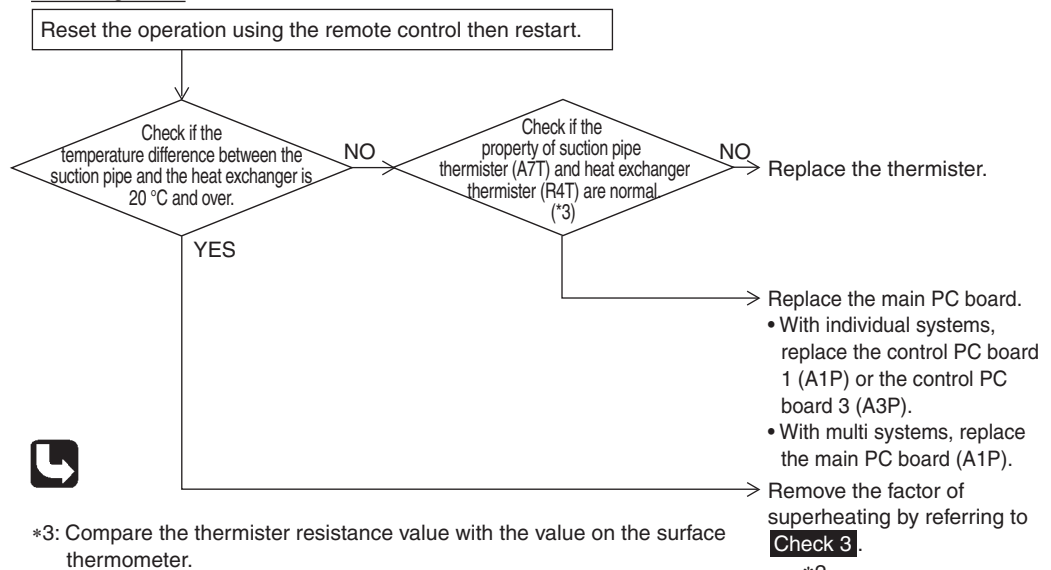 Reset the operation using the remote control then restart.
Check if the
temperature difference between the
suction pipe and the heat exchanger is
20 °C and over.
NO
YES
Check if the
property of suction pipe
thermister (A7T) and heat exchanger
thermister (R4T) are normal.
(*3)
NO
Replace the thermister.
Replace the main PC board.
• With individual systems,
replace the control PC board
1 (A1P) or the control PC
board 3 (A3P).
• With multi systems, replace
the main PC board (A1P).
Remove the factor of
superheating by referring to
Check 3 .
*3: Compare the thermister resistance value with the value on the surface
thermometer.